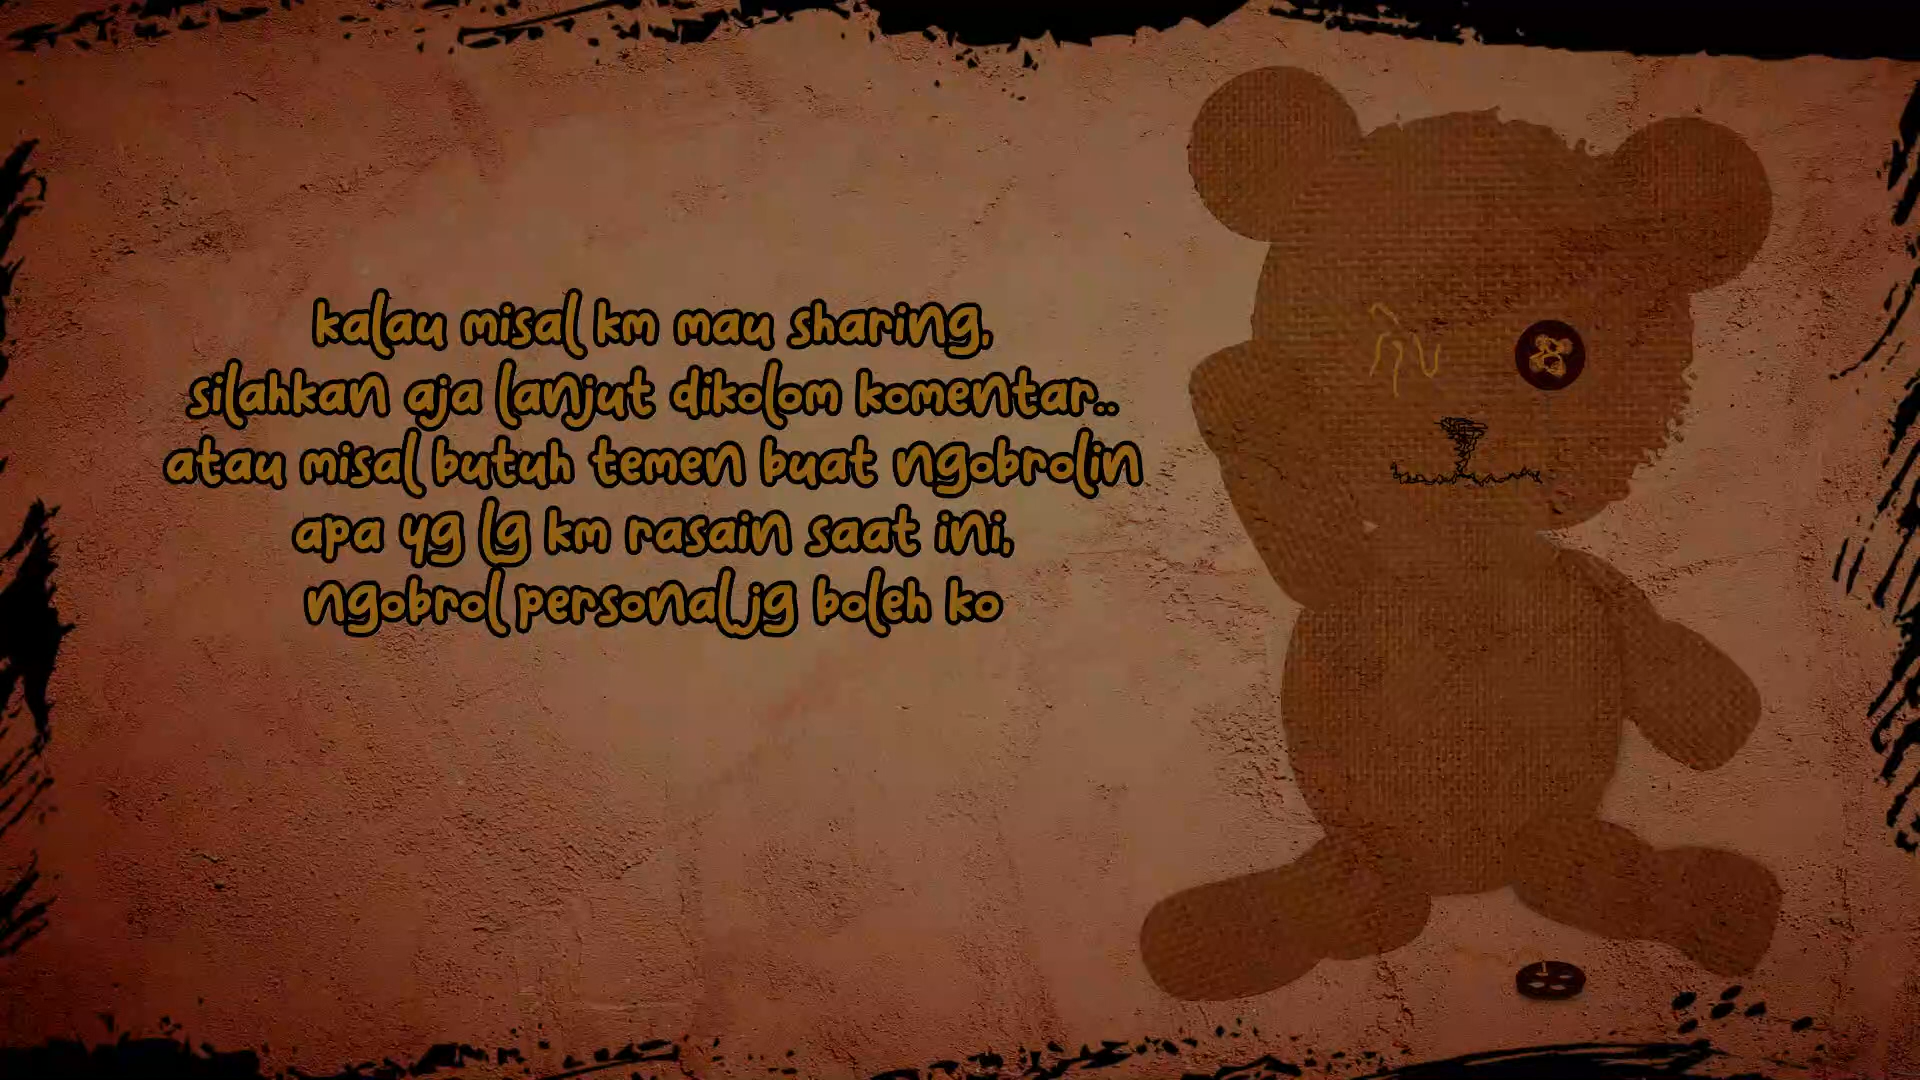 kalau misal km mau sharing,
silahkan aja lanjut dikolom komentar..
atau misal butuh temen buat ngobrolin
apa yg lg km rasain saat ini,
ngobrol personal jg boleh ko